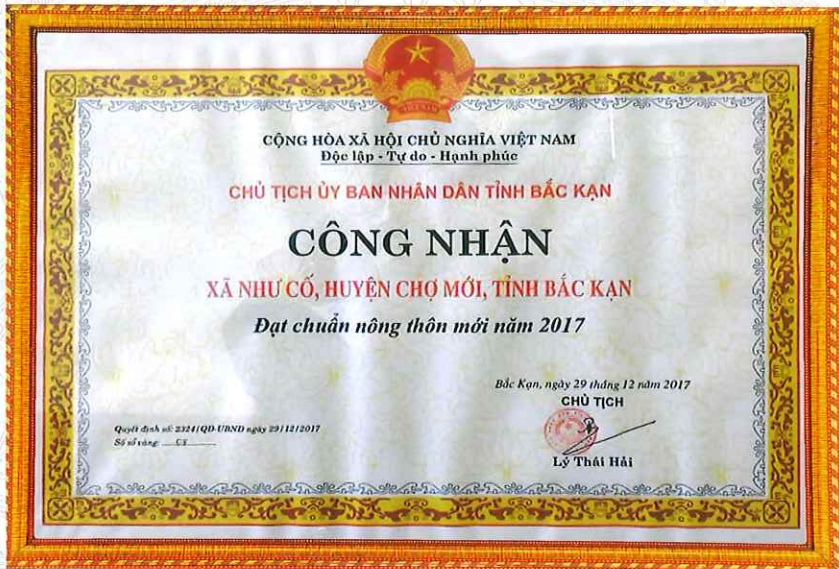 VIỆT NAM
CỘNG HÒA XÃ HỘI CHỦ NGHĨA VIỆT NAM
Độc lập - Tự do - Hạnh phúc
CHỦ TỊCH ỦY BAN NHÂN DÂN TỈNH BẮC KẠN
CÔNG NHẬN
XÃ NHƯ CỐ, HUYỆN CHỢ MỚI, TỈNH BẮC KẠN
Đạt chuẩn nông thôn mới năm 2017
Bắc Kạn, ngày 29 tháng 12 năm 2017
CHỦ TỊCH
Quyết định số: 2324/QD-UBND ngày 29/12/2017
Số sổ vàng:
Lý Thái Hải